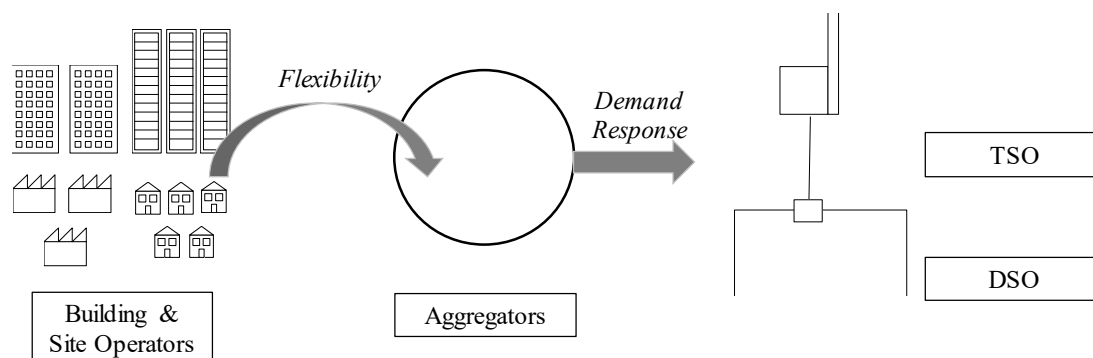 Flexibility
Demand
Response
TSO
DSO
Building & 
Site Operators
Aggregators